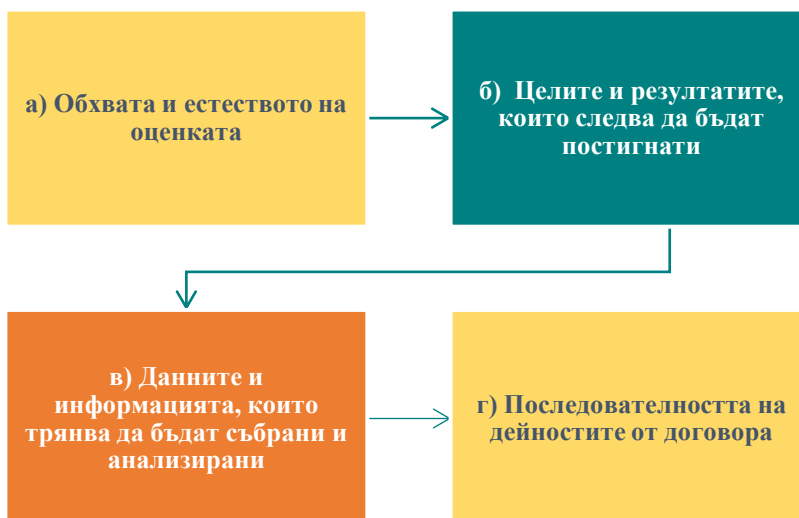 а) Обхвата и естеството на
оценката
б)  Целите и резултатите,
които следва да бъдат
постигнати
в) Данните и
информацията, които
трянва да бъдат събрани и
анализирани
г) Последователността на
дейностите от договора